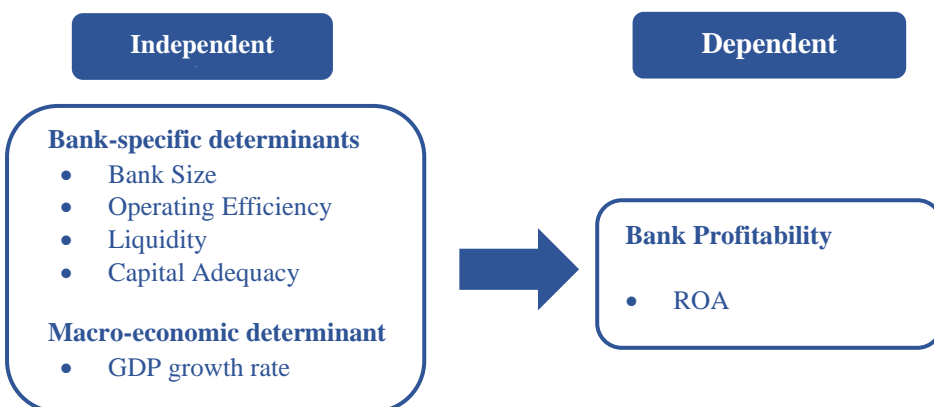 Independent
Dependent
Bank-specific determinants
• Bank Size
• Operating Efficiency
• Liquidity
• Capital Adequacy
Macro-economic determinant
• GDP growth rate
Bank Profitability
• ROA